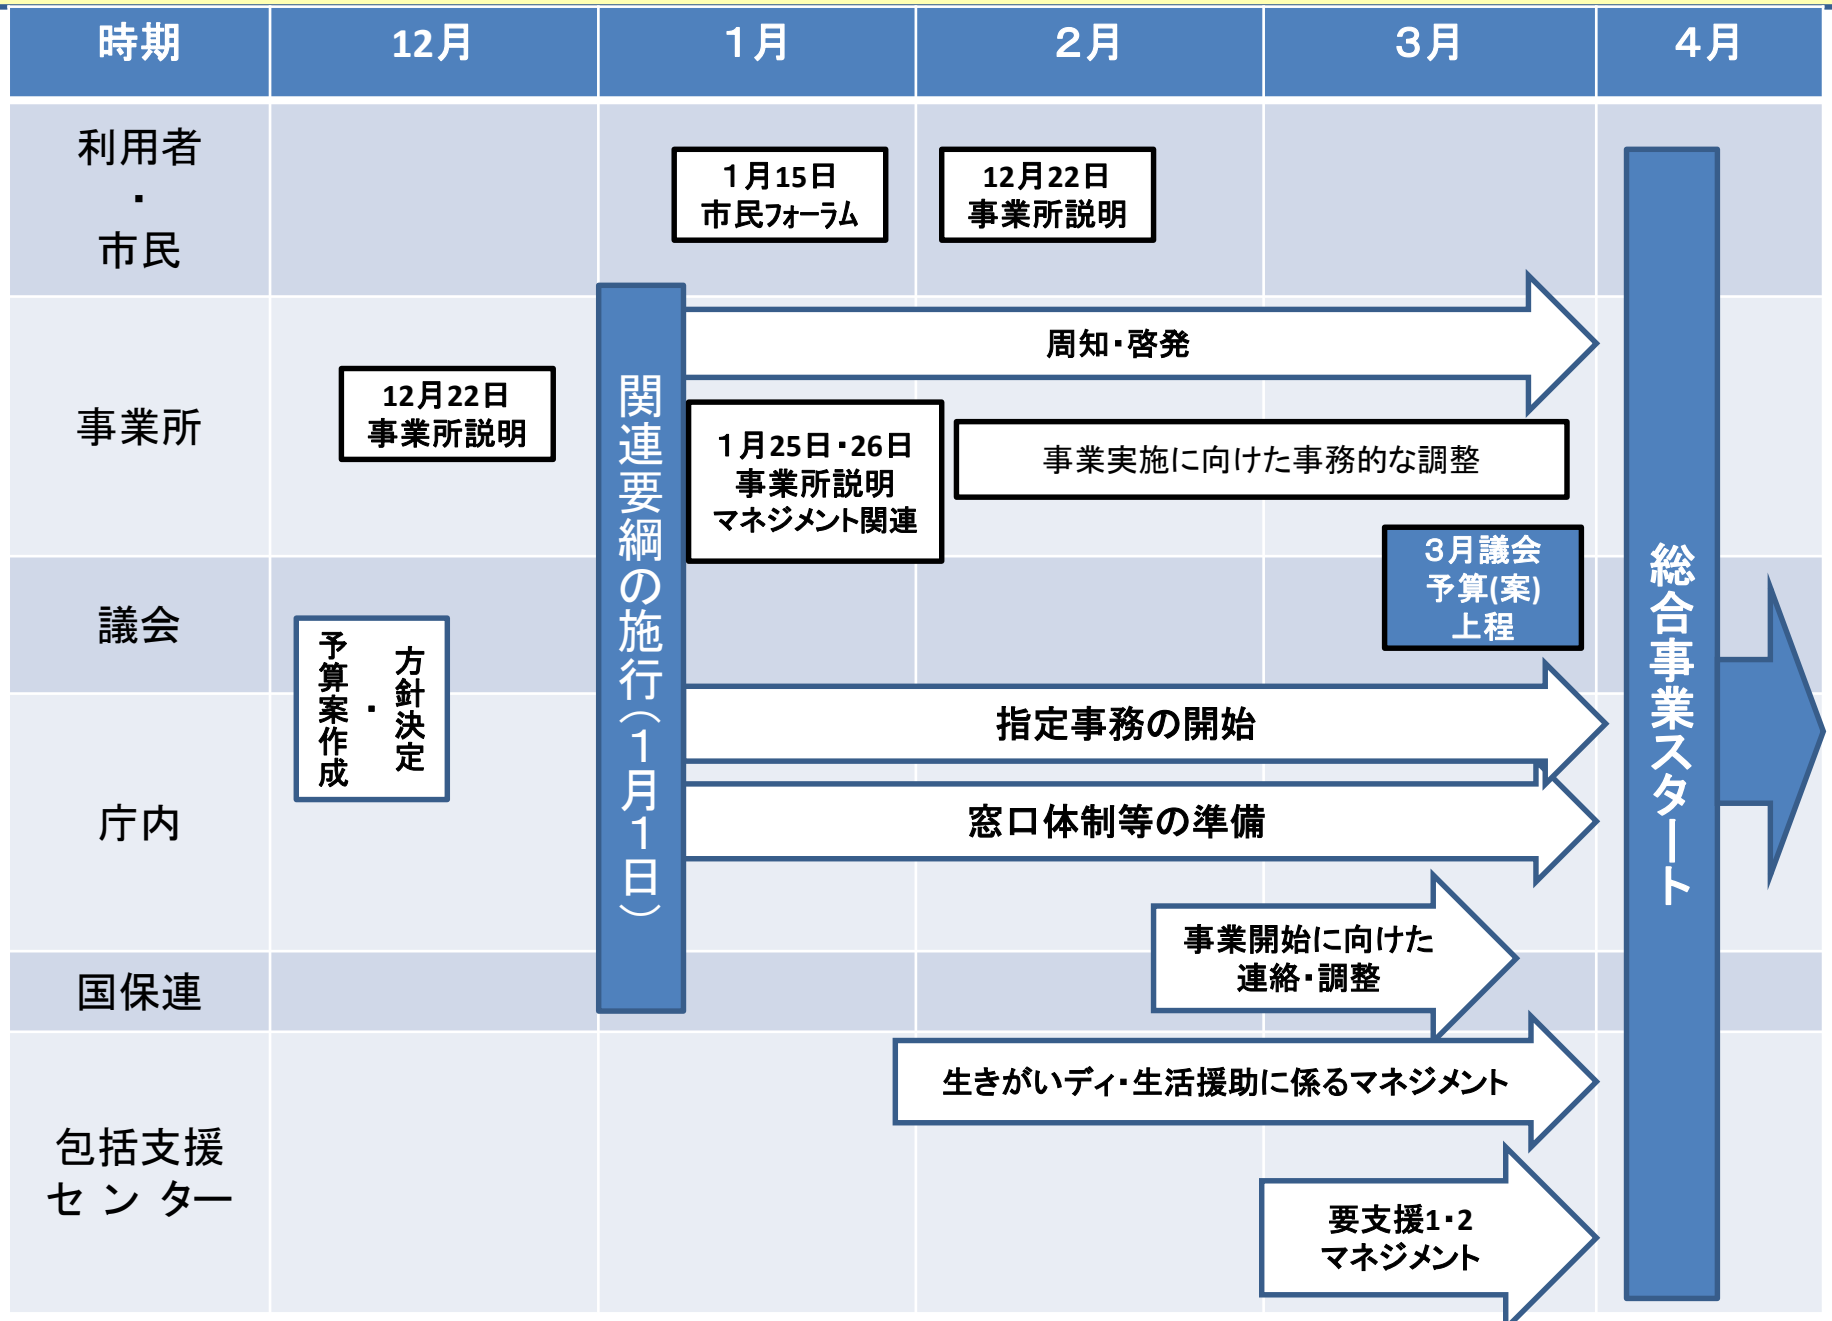 時期
12月
１月
２月
３月
４月
利用者
・
市民
１月15日
市民フォーラム
12月22日
事業所説明
事業所
12月22日
事業所説明
関連要綱の施行（１月１日）
周知・啓発
１月25日・26日
事業所説明
マネジメント関連
事業実施に向けた事務的な調整
３月議会
予算(案)
上程
議会
方針決定
・
予算案作成
総合事業スタート
指定事務の開始
庁内
窓口体制等の準備
事業開始に向けた
連絡・調整
国保連
生きがいディ・生活援助に係るマネジメント
包括支援
センター
要支援1・2
マネジメント